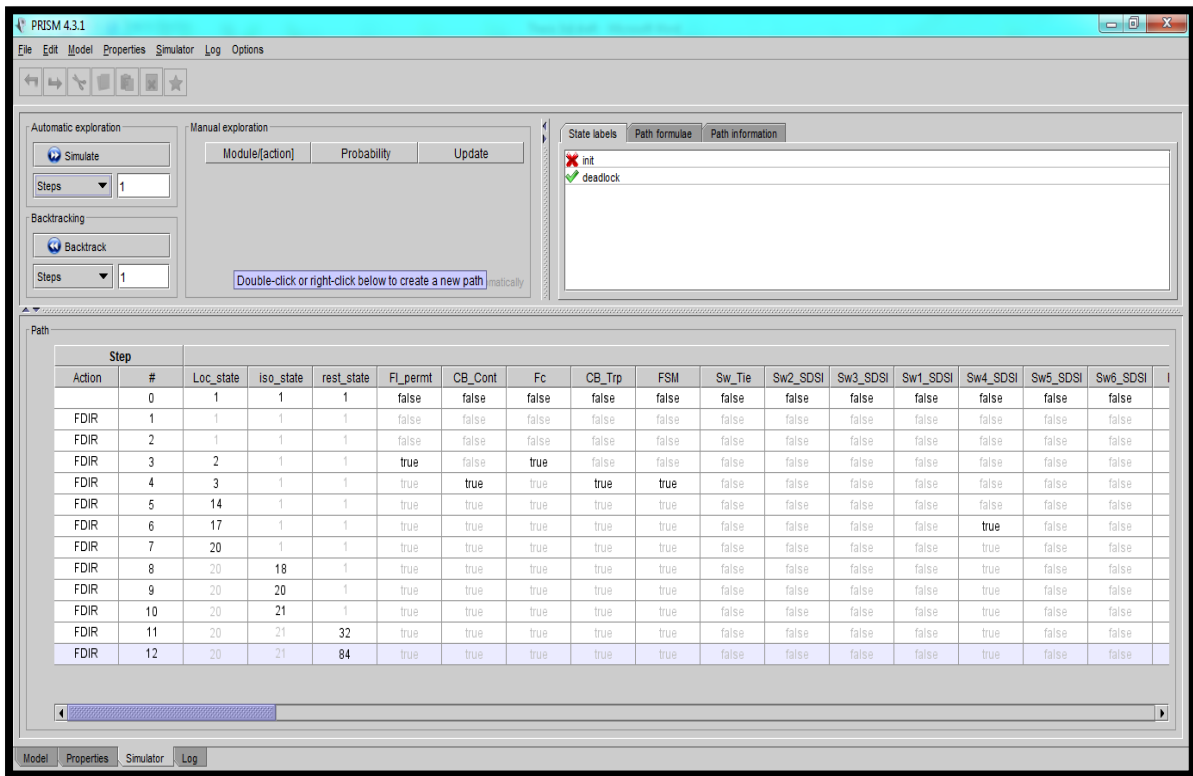 PRISM 4.3.1
File Edit Model Properties Simulator Log Options
Automatic exploration
Simulate
Steps 1
Backtracking
Backtrack
Steps 1
Manual exploration
Module/[action] Probability Update
Double-click or right-click below to create a new path matically
State labels Path formulae Path information
init
deadlock
Path
Step
Action # Loc_state iso_state rest_state FI_permt CB_Cont Fc CB_Trp FSM Sw_Tie Sw2_SDSI Sw3_SDSI Sw1_SDSI Sw4_SDSI Sw5_SDSI Sw6_SDSI
0 1 1 1 false false false false false false false false false false false false
FDIR 1 1 1 1 false false false false false false false false false false false false
FDIR 2 1 1 1 false false false false false false false false false false false false
FDIR 3 2 1 1 true false true false false false false false false false false false
FDIR 4 3 1 1 true true true true true false false false false false false false
FDIR 5 14 1 1 true true true true true false false false false false false false
FDIR 6 17 1 1 true true true true true false false false false true false false
FDIR 7 20 1 1 true true true true true false false false false true false false
FDIR 8 20 18 1 true true true true true false false false false true false false
FDIR 9 20 20 1 true true true true true false false false false true false false
FDIR 10 20 21 1 true true true true true false false false false true false false
FDIR 11 20 21 32 true true true true true false false false false true false false
FDIR 12 20 21 84 true true true true true false false false false true false false
Model Properties Simulator Log